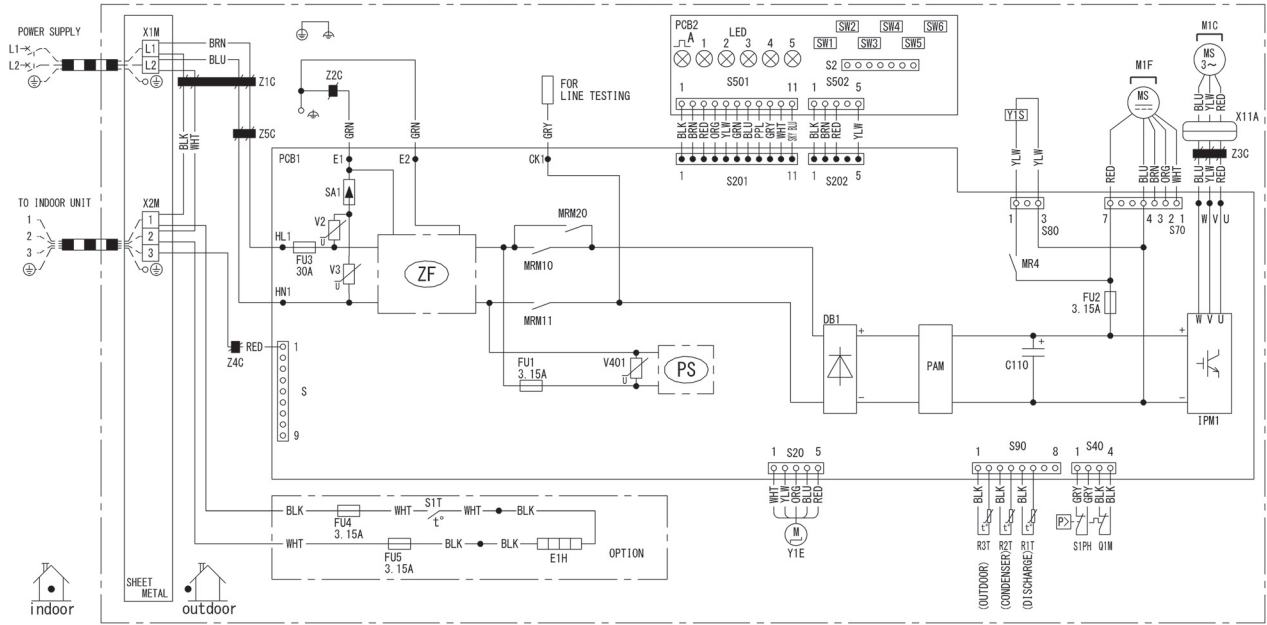 POWER SUPPLY
L1
L2
X1M
L1
L2
BRN
BLU
Z1C
Z5C
BLK
WHT
Z2C
GRN
GRN
FOR
LINE TESTING
GRY
PCB2
A
LED
1 2 3 4 5
SW2 SW4 SW6
SW1 SW3 SW5
S2
S501
S502
1 11 1 5
BLK BRN RED ORG YLW GRN BLU PPL GRY WHT SKY BLU
BLK BRN RED YLW
1 S201 11
1 S202 5
M1C
MS
3~
BLU YLW RED
X11A
Z3C
BLU YLW RED
M1F
MS
RED
BLU BRN ORG WHT
Y1S
YLW
YLW
1 3
S80
7 4 3 2 1
S70
W V U
TO INDOOR UNIT
1
2
3
X2M
1
2
3
PCB1
E1
E2
CK1
SA1
V2
U
HL1
FU3
30A
V3
U
HN1
ZF
MRM20
MRM10
MRM11
MR4
FU2
3.15A
Z4C
RED
1
S
9
FU1
3.15A
V401
U
PS
DB1
+
−
PAM
+
C110
+
−
W V U
IPM1
1 S20 5
WHT YLW ORG BLU RED
M
Y1E
1 S90 8
BLK BLK BLK
t° t° t°
R3T R2T R1T
(OUTDOOR) (CONDENSER) (DISCHARGE)
1 S40 4
GRY GRY BLK BLK
P>
S1PH Q1M
BLK
FU4
3.15A
WHT
S1T
t°
WHT
BLK
WHT
FU5
3.15A
BLK
BLK
E1H
OPTION
SHEET
METAL
indoor
outdoor